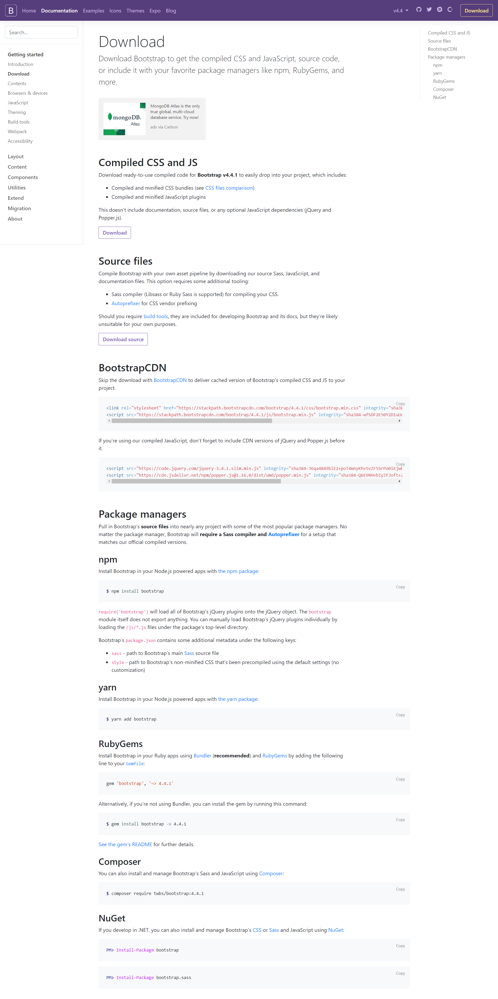 B Home Documentation Examples Icons Themes Expo Blog v4.4 Download
Search...
Getting started
Introduction
Download
Contents
Browsers & devices
JavaScript
Theming
Build tools
Webpack
Accessibility
Layout
Content
Components
Utilities
Extend
Migration
About
Download
Download Bootstrap to get the compiled CSS and JavaScript, source code,
or include it with your favorite package managers like npm, RubyGems, and
more.
mongoDB.
Atlas
MongoDB Atlas is the only
true global, multi-cloud
database service. Try now!
ads via Carbon
Compiled CSS and JS
Source files
BootstrapCDN
Package managers
npm
yarn
RubyGems
Composer
NuGet
Compiled CSS and JS
Download ready-to-use compiled code for Bootstrap v4.4.1 to easily drop into your project, which includes:
Compiled and minified CSS bundles (see CSS files comparison)
Compiled and minified JavaScript plugins
This doesn’t include documentation, source files, or any optional JavaScript dependencies (jQuery and
Popper.js).
Download
Source files
Compile Bootstrap with your own asset pipeline by downloading our source Sass, JavaScript, and
documentation files. This option requires some additional tooling:
Sass compiler (Libsass or Ruby Sass is supported) for compiling your CSS.
Autoprefixer for CSS vendor prefixing
Should you require build tools, they are included for developing Bootstrap and its docs, but they’re likely
unsuitable for your own purposes.
Download source
BootstrapCDN
Skip the download with BootstrapCDN to deliver cached version of Bootstrap’s compiled CSS and JS to your
project.
Copy
<link rel="stylesheet" href="https://stackpath.bootstrapcdn.com/bootstrap/4.4.1/css/bootstrap.min.css" integrity="sha38
<script src="https://stackpath.bootstrapcdn.com/bootstrap/4.4.1/js/bootstrap.min.js" integrity="sha384-wfSDF2E50Y2D1uUd
If you’re using our compiled JavaScript, don’t forget to include CDN versions of jQuery and Popper.js before
it.
Copy
<script src="https://code.jquery.com/jquery-3.4.1.slim.min.js" integrity="sha384-J6qa4849blE2+poT4WnyKhv5vZF5SrPo0iEjwB
<script src="https://cdn.jsdelivr.net/npm/popper.js@1.16.0/dist/umd/popper.min.js" integrity="sha384-Q6E9RHvbIyZFJoft+2
Package managers
Pull in Bootstrap’s source files into nearly any project with some of the most popular package managers. No
matter the package manager, Bootstrap will require a Sass compiler and Autoprefixer for a setup that
matches our official compiled versions.
npm
Install Bootstrap in your Node.js powered apps with the npm package:
Copy
$ npm install bootstrap
require('bootstrap') will load all of Bootstrap’s jQuery plugins onto the jQuery object. The bootstrap
module itself does not export anything. You can manually load Bootstrap’s jQuery plugins individually by
loading the /js/*.js files under the package’s top-level directory.
Bootstrap’s package.json contains some additional metadata under the following keys:
sass - path to Bootstrap’s main Sass source file
style - path to Bootstrap’s non-minified CSS that’s been precompiled using the default settings (no
customization)
yarn
Install Bootstrap in your Node.js powered apps with the yarn package:
Copy
$ yarn add bootstrap
RubyGems
Install Bootstrap in your Ruby apps using Bundler (recommended) and RubyGems by adding the following
line to your Gemfile:
Copy
gem 'bootstrap', '~> 4.4.1'
Alternatively, if you’re not using Bundler, you can install the gem by running this command:
Copy
$ gem install bootstrap -v 4.4.1
See the gem’s README for further details.
Composer
You can also install and manage Bootstrap’s Sass and JavaScript using Composer:
Copy
$ composer require twbs/bootstrap:4.4.1
NuGet
If you develop in .NET, you can also install and manage Bootstrap’s CSS or Sass and JavaScript using NuGet:
Copy
PM> Install-Package bootstrap
Copy
PM> Install-Package bootstrap.sass